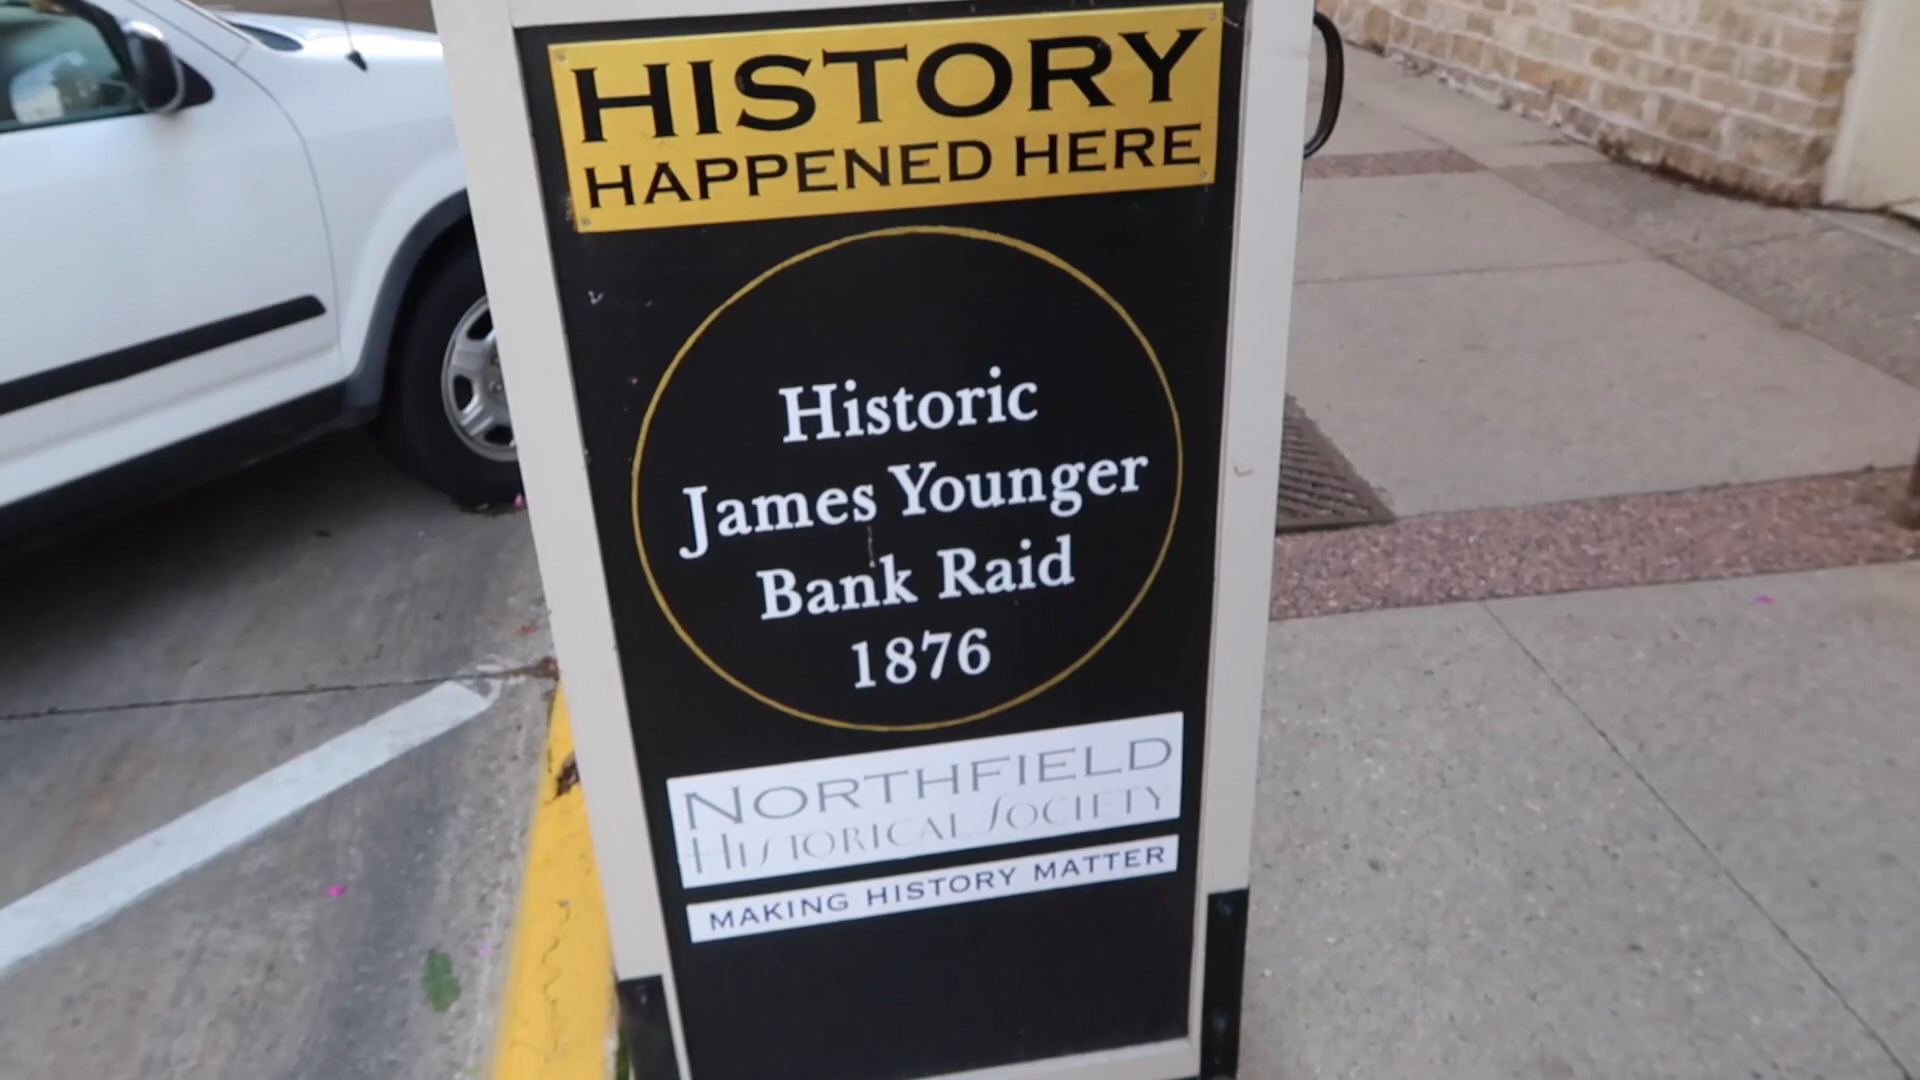 HISTORY
HAPPENED HERE
Historic
James Younger
Bank Raid
1876
NORTHFIELD
HISTORICAL SOCIETY
MAKING HISTORY MATTER